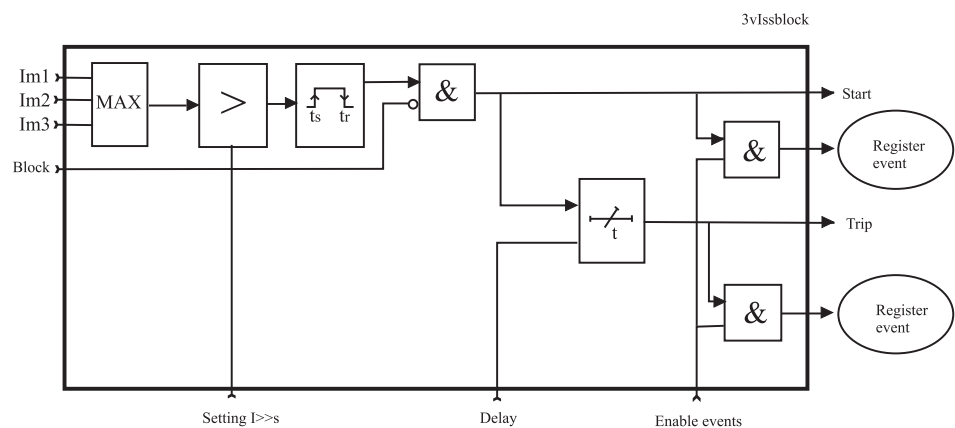 3vIssblock
Im1
Im2
Im3
MAX
>
ts tr
&
Start
Block
&
Register
event
t
Trip
&
Register
event
Setting I>>s
Delay
Enable events